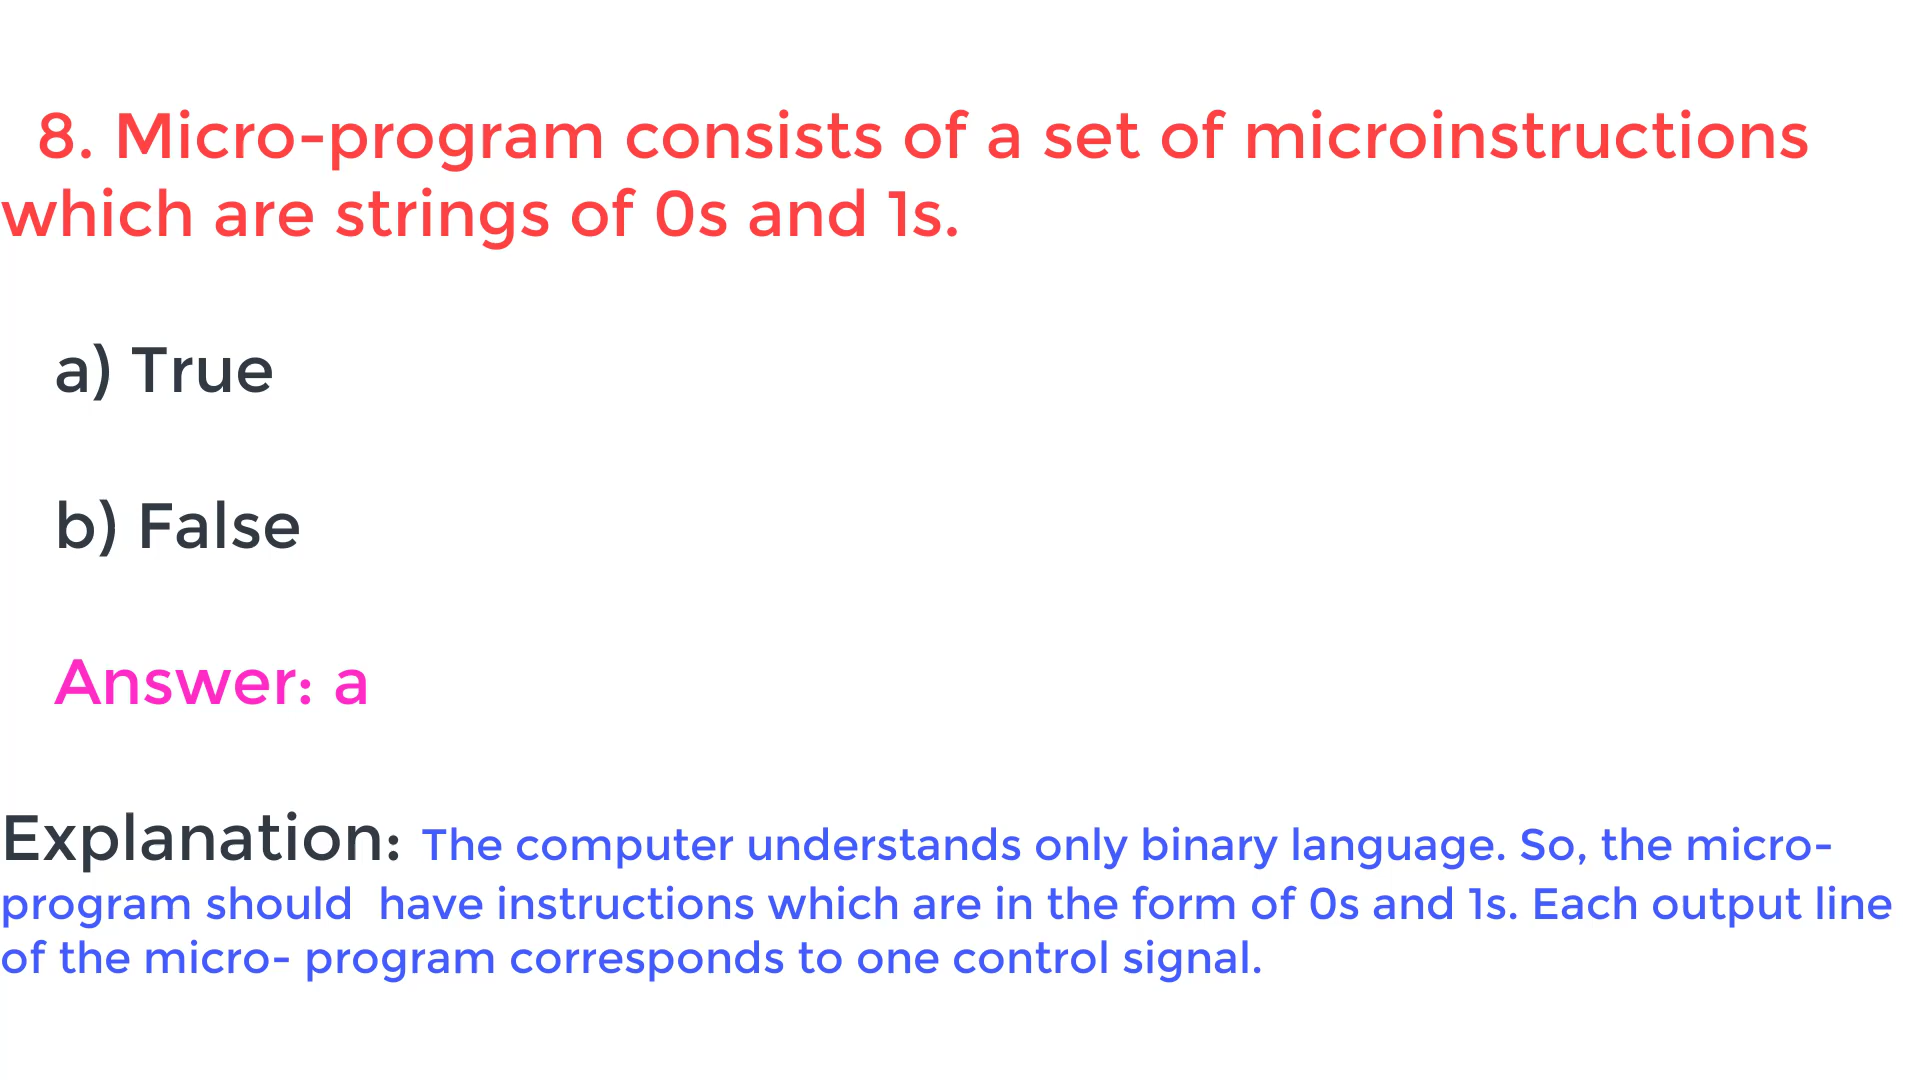 8. Micro-program consists of a set of microinstructions
which are strings of 0s and 1s.
a) True
b) False
Answer: a
Explanation: The computer understands only binary language. So, the micro-
program should  have instructions which are in the form of 0s and 1s. Each output line
of the micro- program corresponds to one control signal.